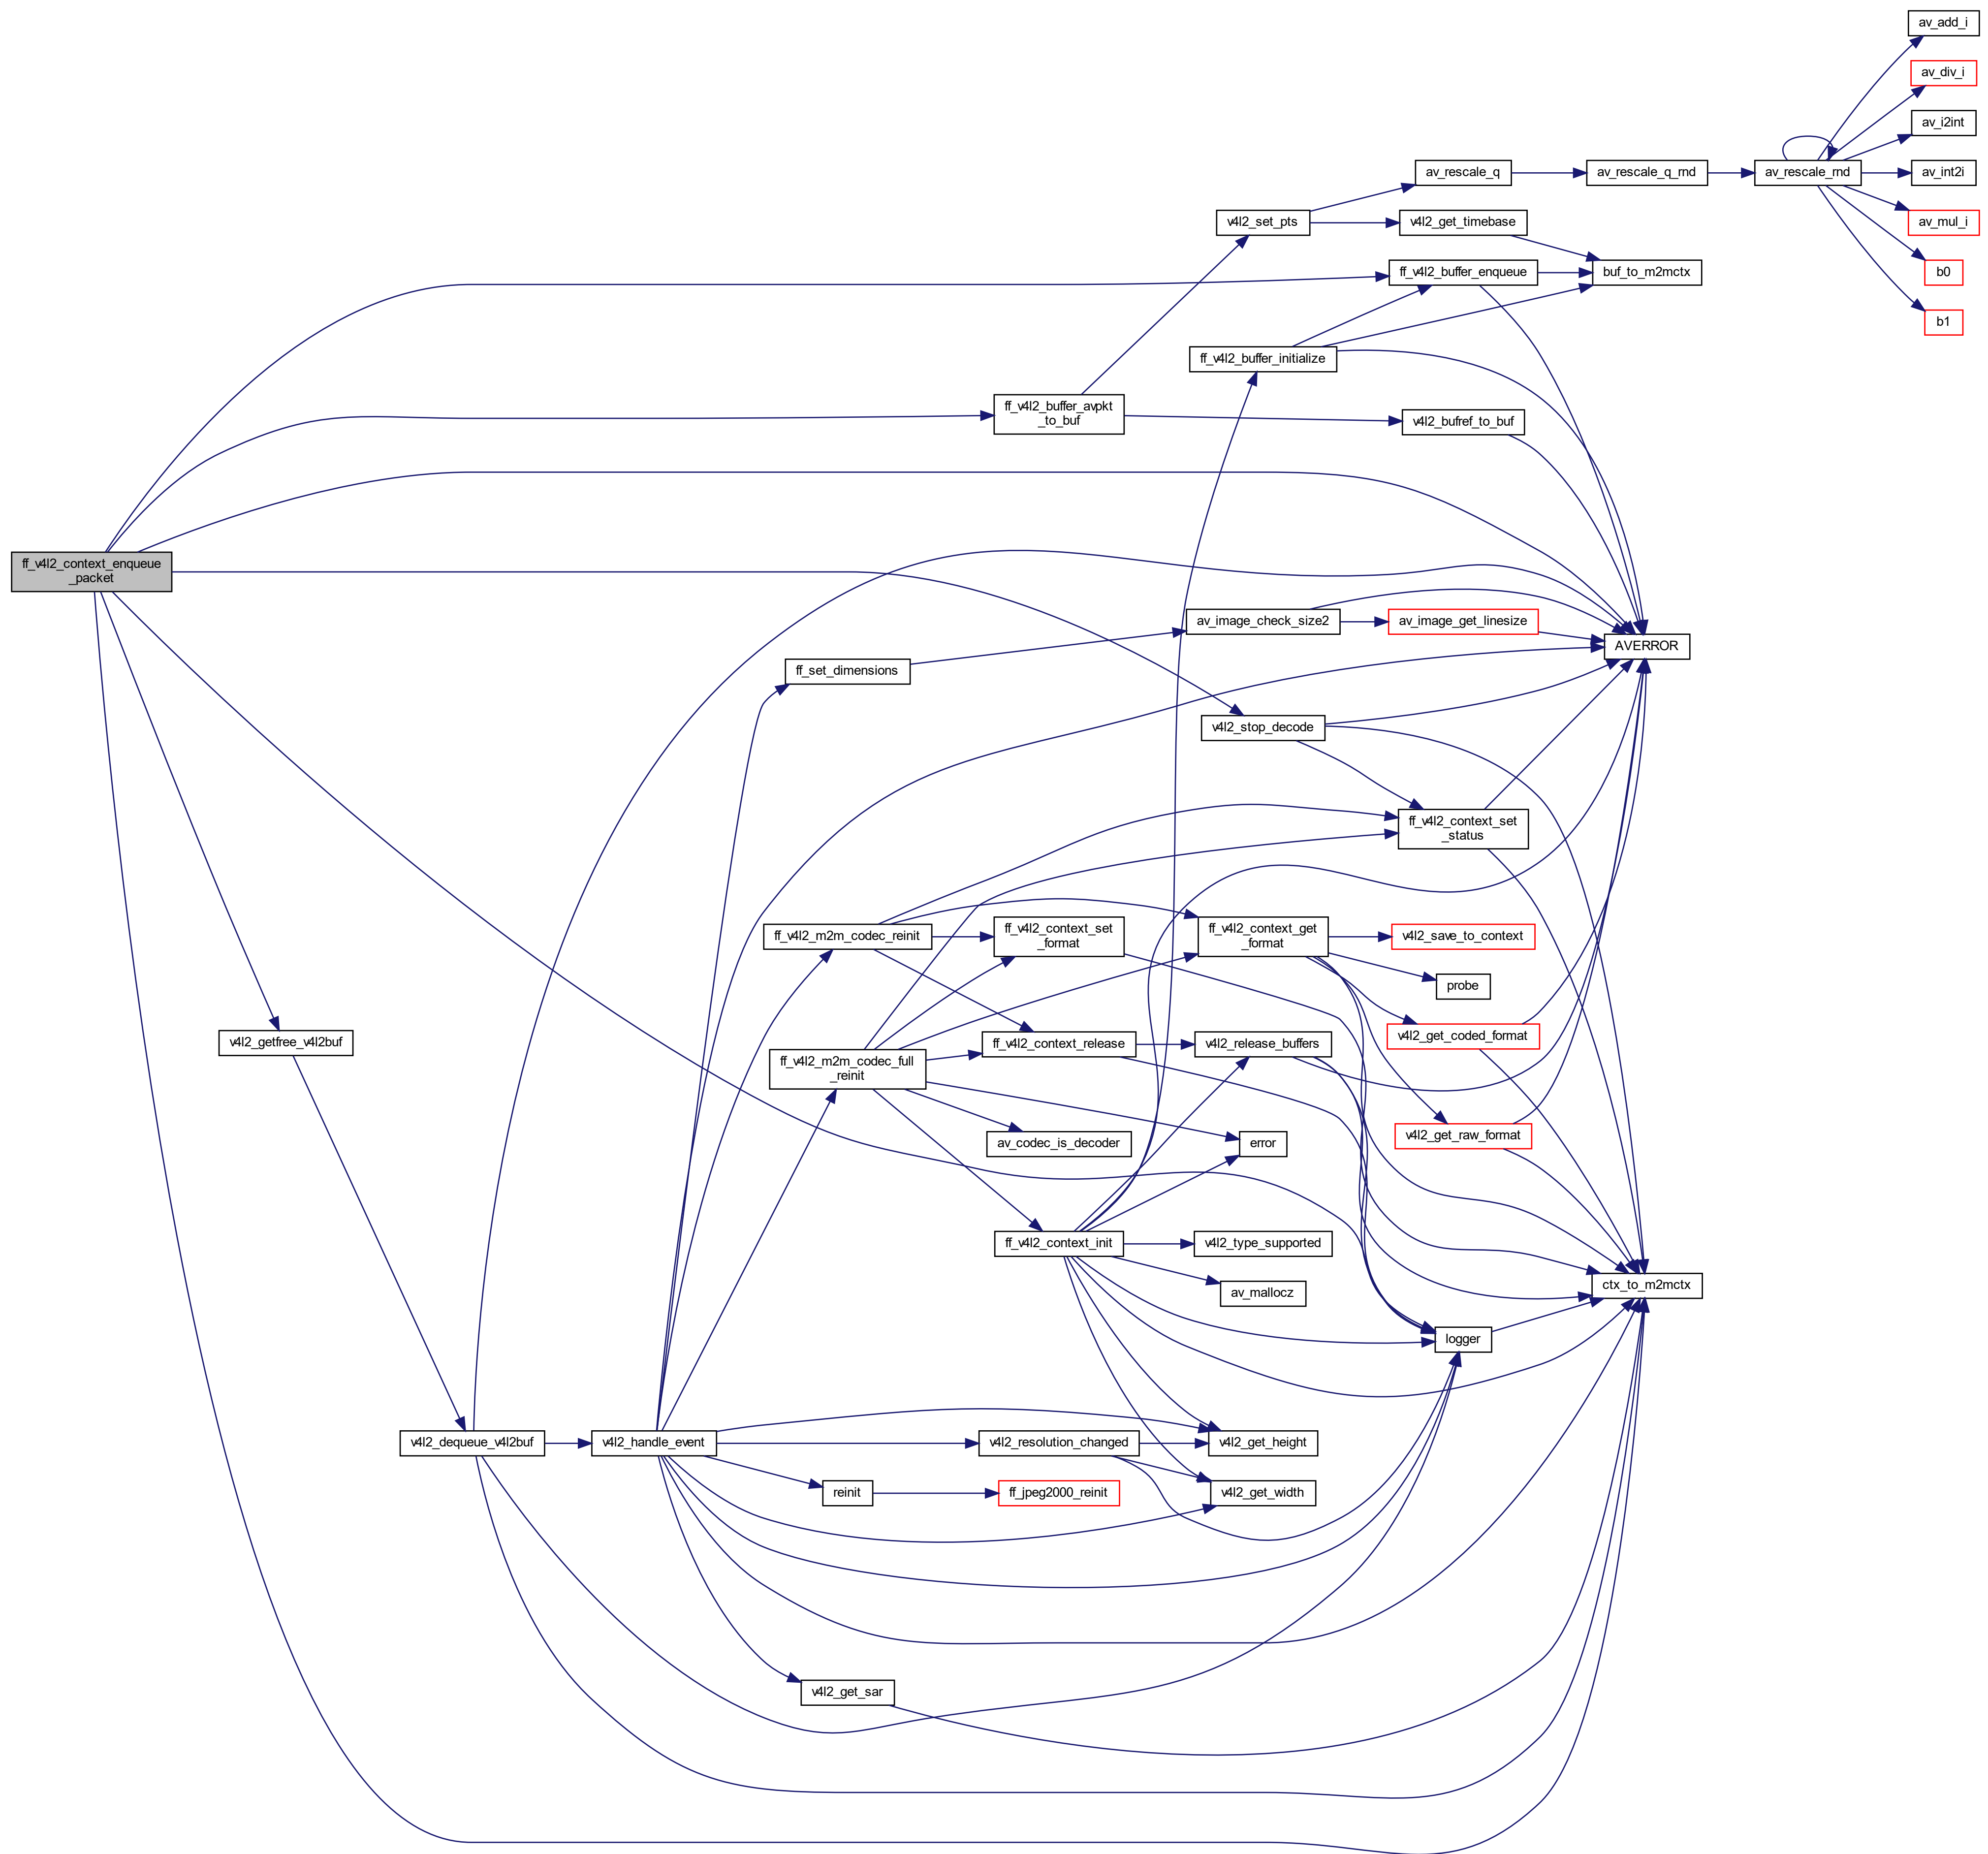 av_add_i
av_div_i
av_i2int
av_rescale_q
av_rescale_q_rnd
av_rescale_rnd
av_int2i
v4l2_set_pts
v4l2_get_timebase
av_mul_i
ff_v4l2_buffer_enqueue
buf_to_m2mctx
b0
b1
ff_v4l2_buffer_initialize
ff_v4l2_buffer_avpkt
_to_buf
v4l2_bufref_to_buf
ff_v4l2_context_enqueue
_packet
av_image_check_size2
av_image_get_linesize
AVERROR
ff_set_dimensions
v4l2_stop_decode
ff_v4l2_context_set
_status
ff_v4l2_m2m_codec_reinit
ff_v4l2_context_set
_format
ff_v4l2_context_get
_format
v4l2_save_to_context
probe
v4l2_getfree_v4l2buf
ff_v4l2_m2m_codec_full
_reinit
ff_v4l2_context_release
v4l2_release_buffers
v4l2_get_coded_format
av_codec_is_decoder
error
v4l2_get_raw_format
ff_v4l2_context_init
v4l2_type_supported
av_mallocz
ctx_to_m2mctx
logger
v4l2_dequeue_v4l2buf
v4l2_handle_event
v4l2_resolution_changed
v4l2_get_height
reinit
ff_jpeg2000_reinit
v4l2_get_width
v4l2_get_sar